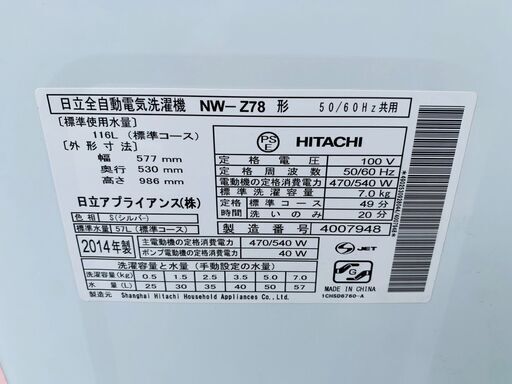 日立全自動電気洗濯機 NW-Z78 形 50/60Hz共用
[標準使用水量]
116L (標準コース)
[外形寸法]
幅 577 mm
奥行 530 mm
高さ 986 mm
日立アプライアンス(株)
色相 S(シルバー)
標準水量 57L (標準コース)
2014年製
PS
E
HITACHI
定格電圧 100 V
定格周波数 50/60 Hz
電動機の定格消費電力 470/540 W
標準洗濯容量 7.0kg
定格 標準コース 49分
時間 洗いのみ 20分
製造番号 4007948
主電動機の定格消費電力 470/540 W
ポンプ電動機の定格消費電力 40 W
洗濯容量と水量 (手動設定の水量)
洗濯容量(kg) 0.5 1.5 2.5 3.5 5.0 7.0
水量(L) 25 30 35 40 50 57
製造元 Shanghai Hitachi Household Appliances Co., Ltd.
S JET
G
MADE IN CHINA
1CHSD6760-A